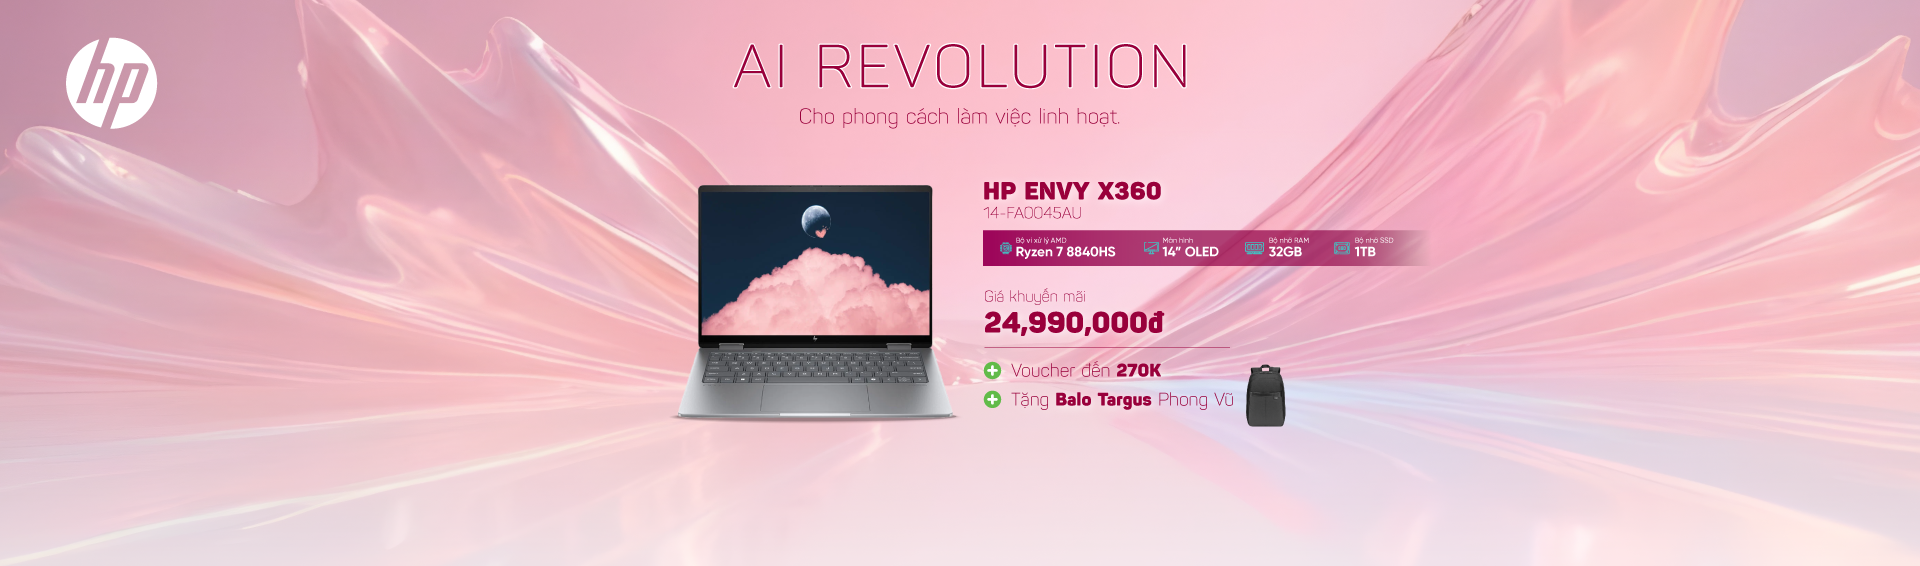 hp
AI REVOLUTION
Cho phong cách làm việc linh hoạt.
HP ENVY X360
14-FA0045AU
Bộ vi xử lý AMD
Ryzen 7 8840HS
Màn hình
14" OLED
Bộ nhớ RAM
32GB
Bộ nhớ SSD
1TB
Giá khuyến mãi
24,990,000đ
Voucher đến 270K
Tặng Balo Targus Phong Vũ